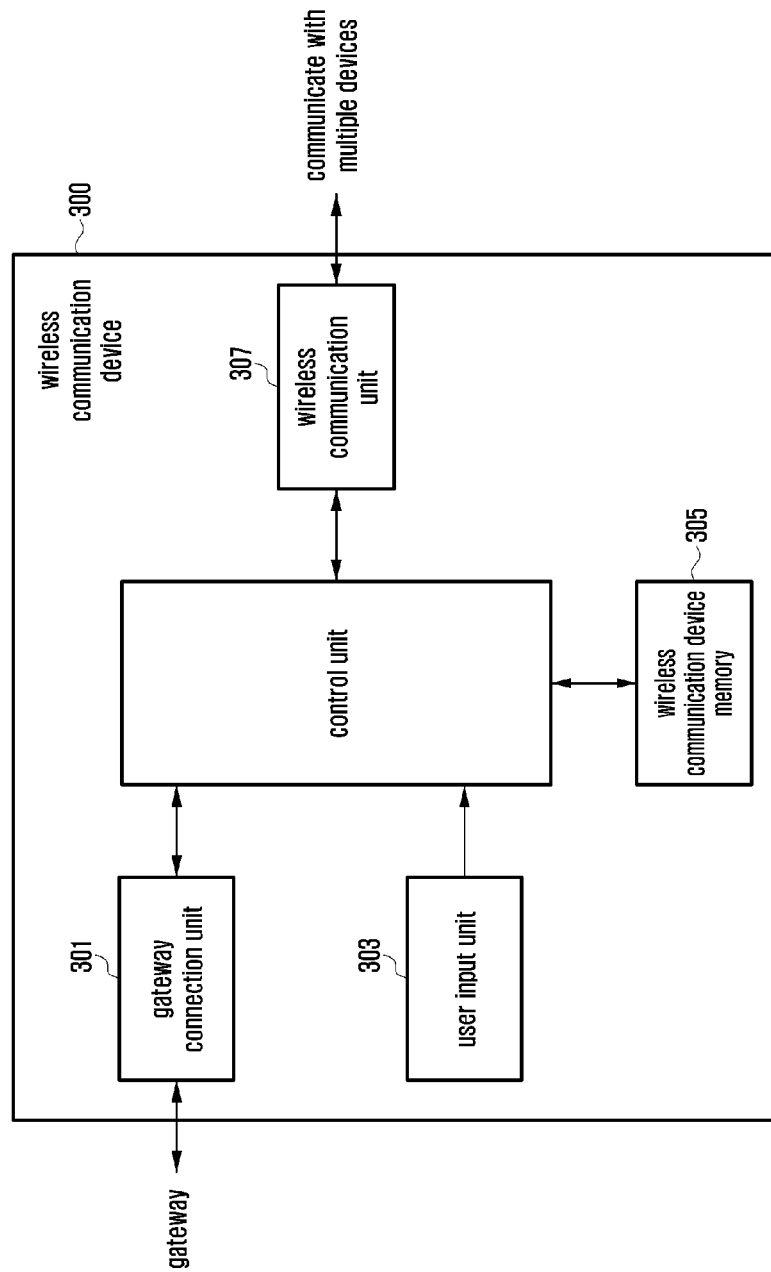 300
wireless
communication
device
307
wireless
communication
unit
communicate with
multiple devices
control unit
301
gateway
connection unit
gateway
303
user input unit
305
wireless
communication device
memory